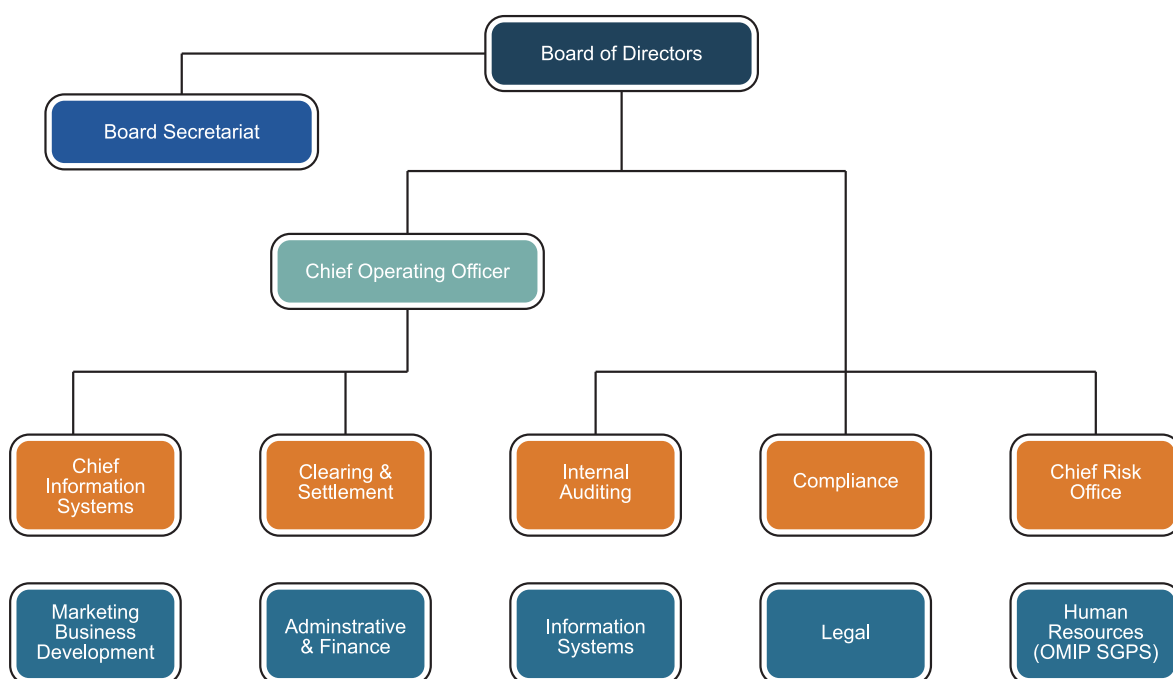 Board of Directors
Board Secretariat
Chief Operating Officer
Chief
Information
Systems
Clearing &
Settlement
Internal
Auditing
Compliance
Chief Risk
Office
Marketing
Business
Development
Adminstrative
& Finance
Information
Systems
Legal
Human
Resources
(OMIP SGPS)